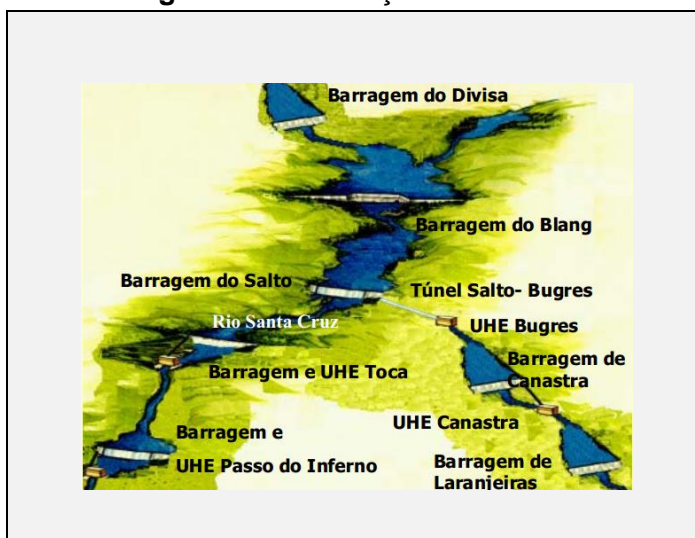 Barragem do Divisa
Barragem do Blang
Barragem do Salto
Túnel Salto- Bugres
Rio Santa Cruz
UHE Bugres
Barragem de
Canastra
Barragem e UHE Toca
UHE Canastra
Barragem e
UHE Passo do Inferno
Barragem de
Laranjeiras